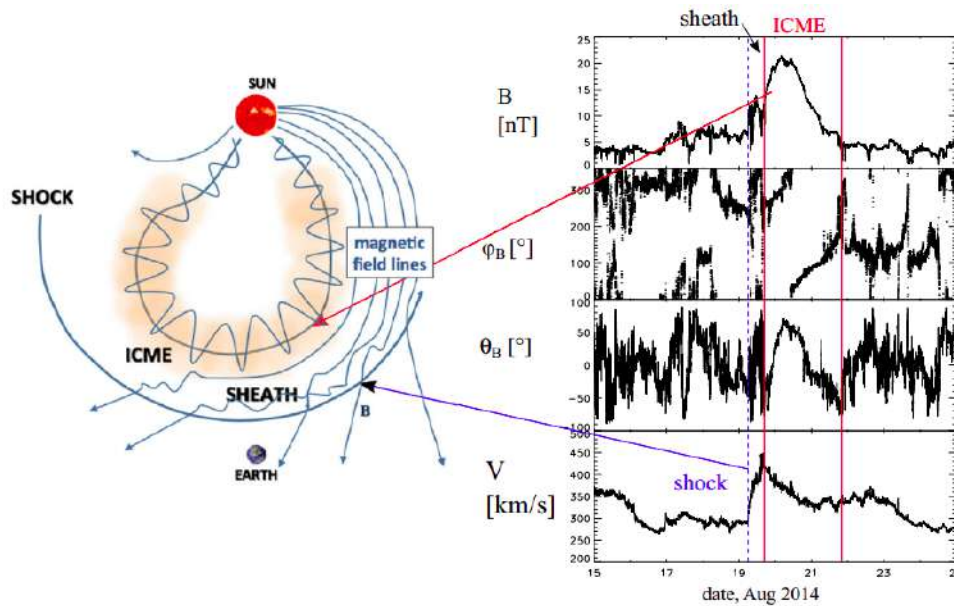 SUN
SHOCK
magnetic
field lines
ICME
SHEATH
B
EARTH
sheath
ICME
B
[nT]
25
20
15
10
5
φB [°]
300
200
100
θB [°]
100
50
0
-50
-100
V
[km/s]
shock
500
450
400
350
300
250
200
15
17
19
21
23
date, Aug 2014